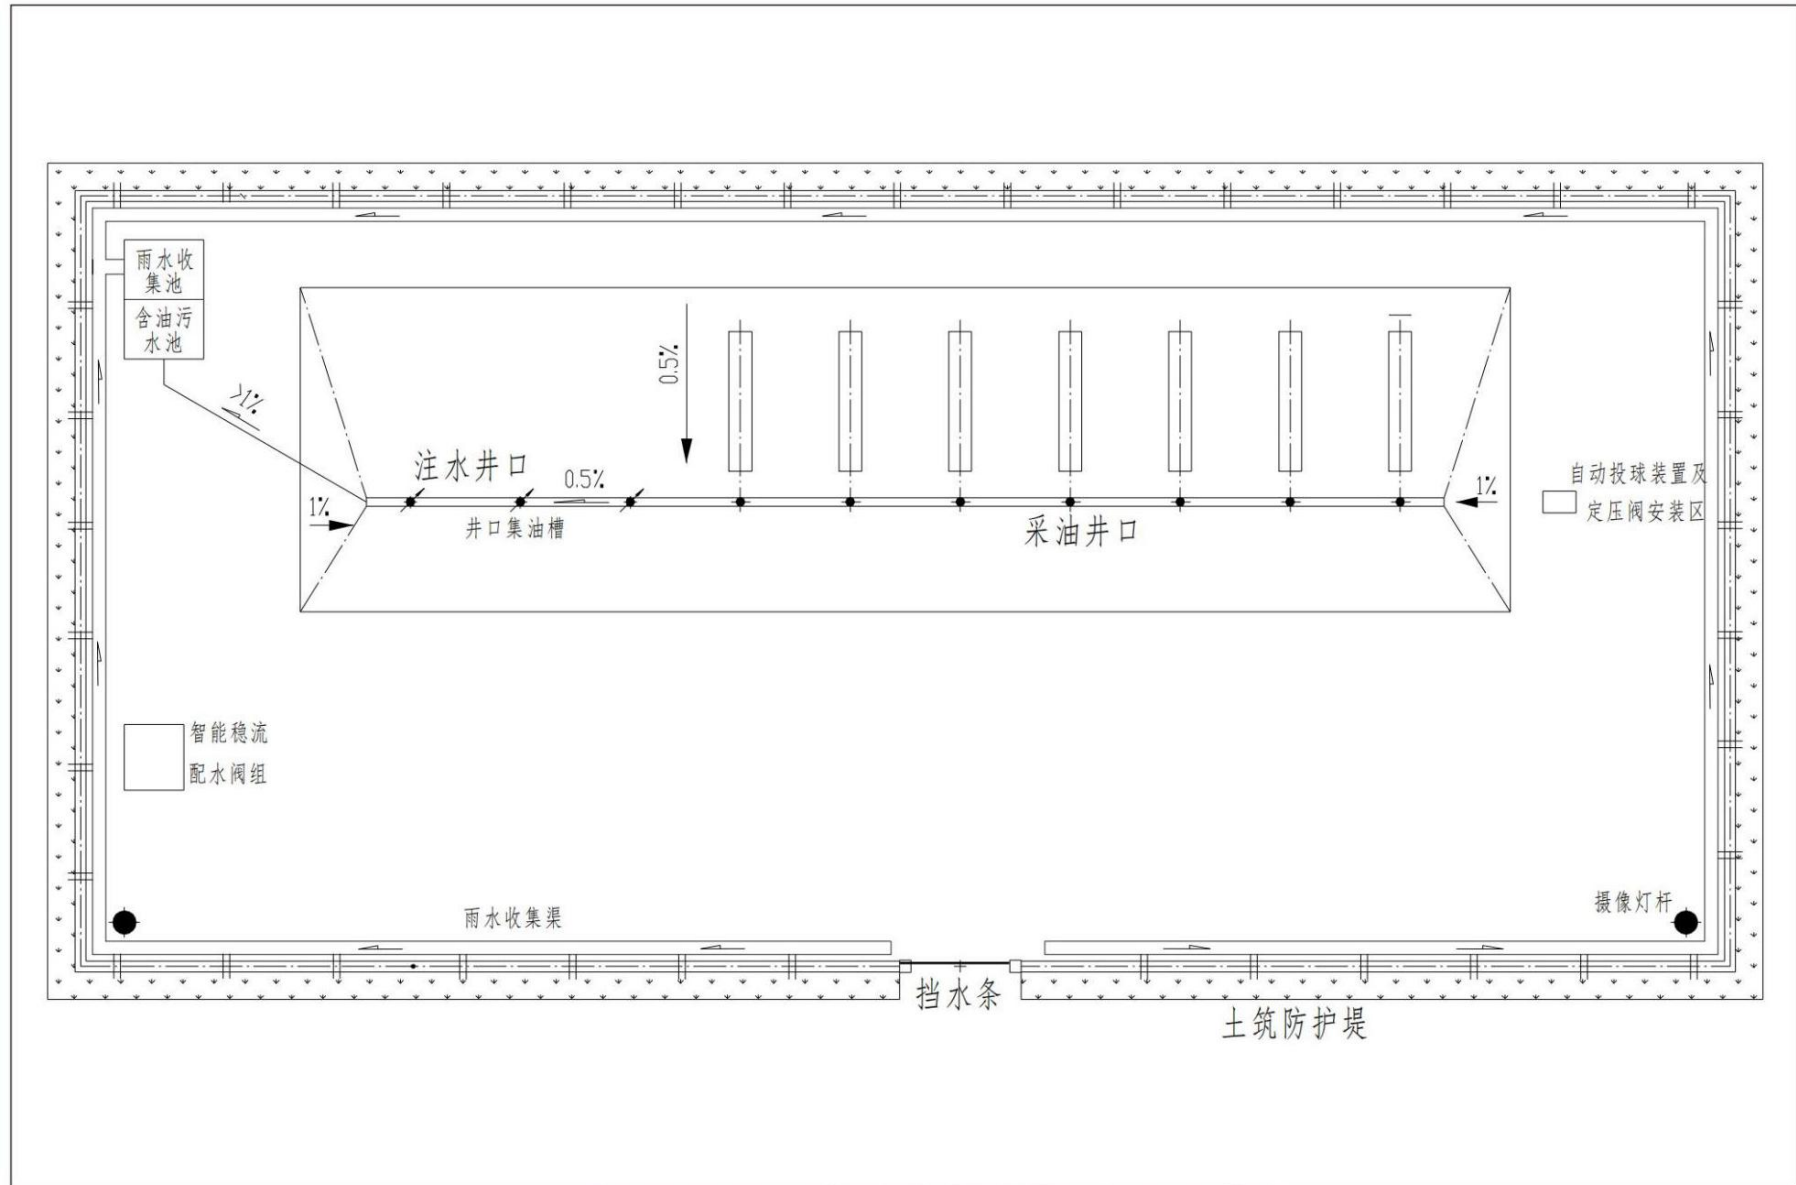 雨水收
集池
含油污
水池
>1%
0.5%
注水井口
0.5%
1%
井口集油槽
采油井口
1%
自动投球装置及
定压阀安装区
智能稳流
配水阀组
雨水收集渠
摄像灯杆
挡水条
土筑防护堤